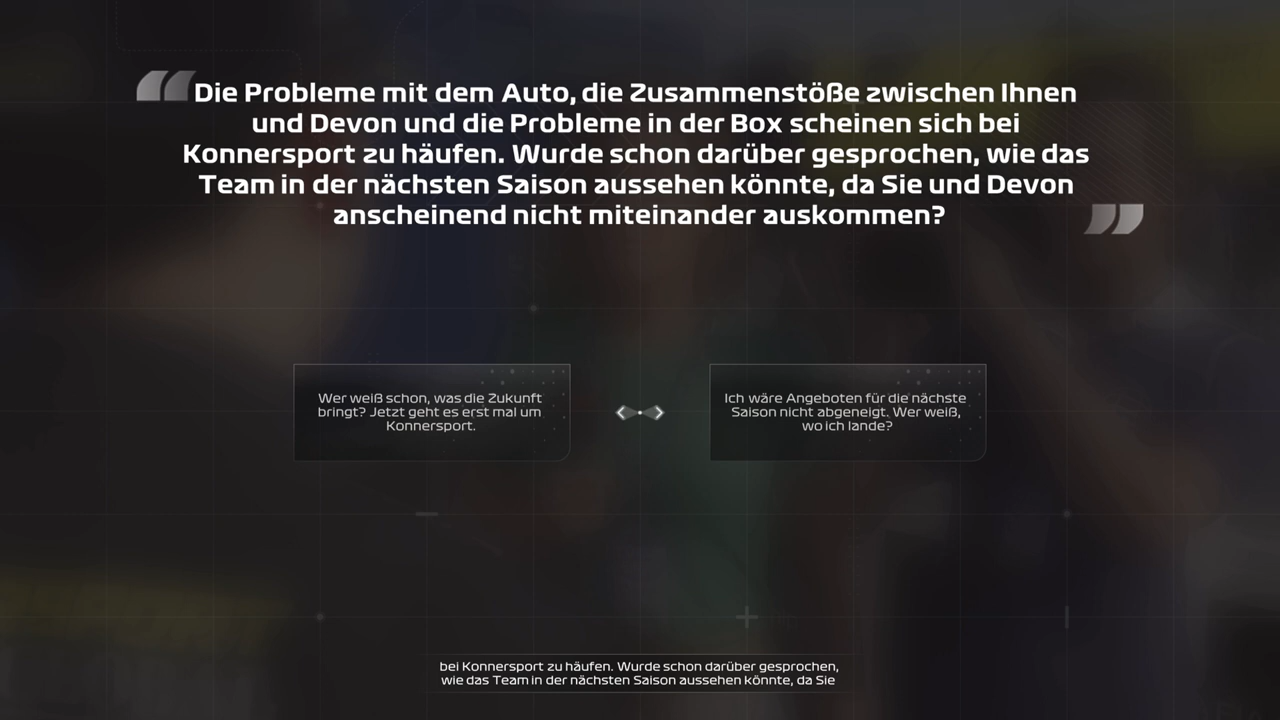 Die Probleme mit dem Auto, die Zusammenstöße zwischen Ihnen
und Devon und die Probleme in der Box scheinen sich bei
Konnersport zu häufen. Wurde schon darüber gesprochen, wie das
Team in der nächsten Saison aussehen könnte, da Sie und Devon
anscheinend nicht miteinander auskommen?
Wer weiß schon, was die Zukunft
bringt? Jetzt geht es erst mal um
Konnersport.
Ich wäre Angeboten für die nächste
Saison nicht abgeneigt. Wer weiß,
wo ich lande?
bei Konnersport zu häufen. Wurde schon darüber gesprochen,
wie das Team in der nächsten Saison aussehen könnte, da Sie